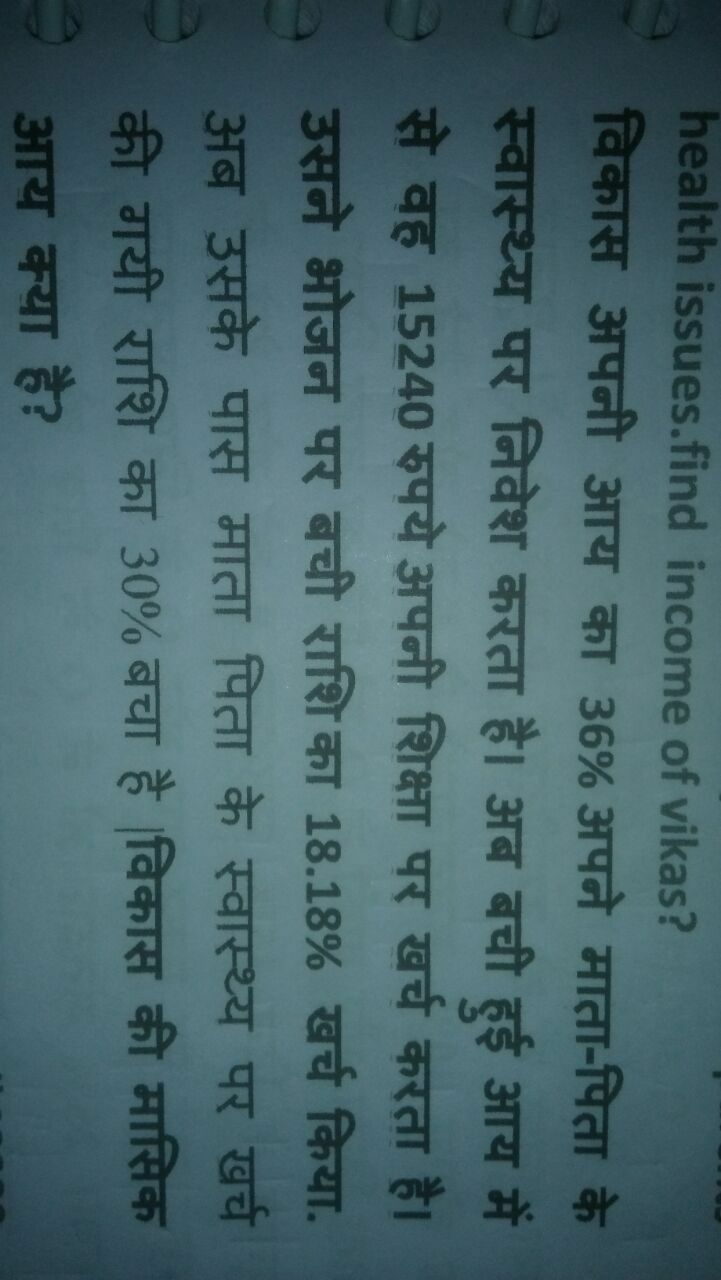 health issues.find income of vikas?
विकास अपनी आय का 36% अपने माता-पिता के
स्वास्थ्य पर निवेश करता है। अब बची हुई आय में
से वह 15240 रुपये अपनी शिक्षा पर खर्च करता है।
उसने भोजन पर बची राशि का 18.18% खर्च किया.
अब उसके पास माता पिता के स्वास्थ्य पर खर्च
की गयी राशि का 30% बचा है |विकास की मासिक
आय क्या है?